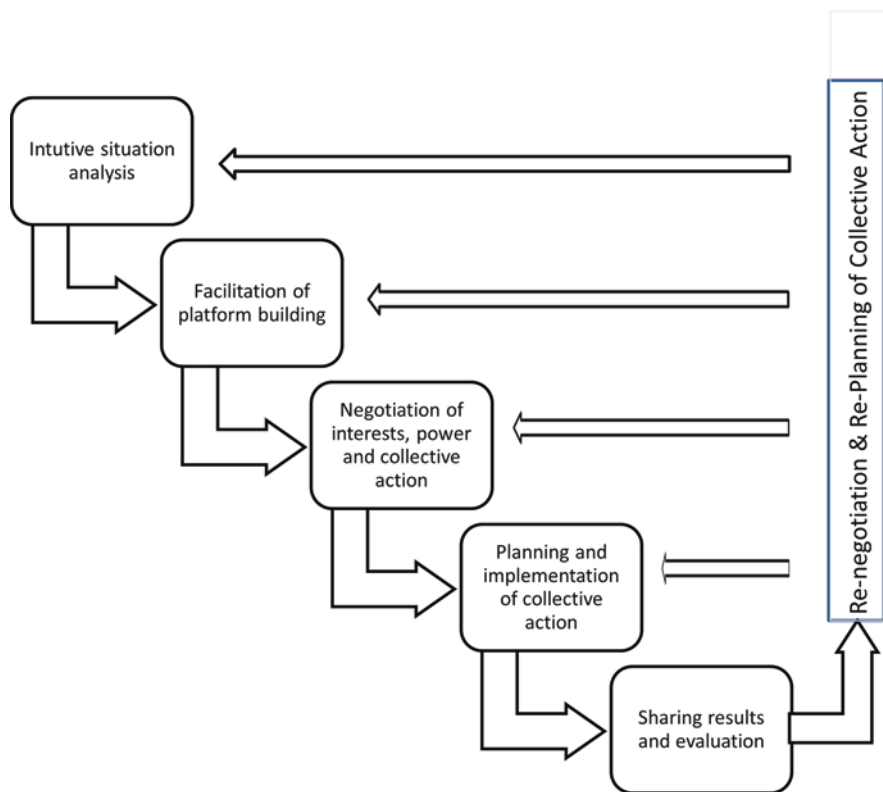 Intutive situation
analysis
Facilitation of
platform building
Negotiation of
interests, power
and collective
action
Planning and
implementation
of collective
action
Sharing results
and evaluation
Re-negotiation & Re-Planning of Collective Action